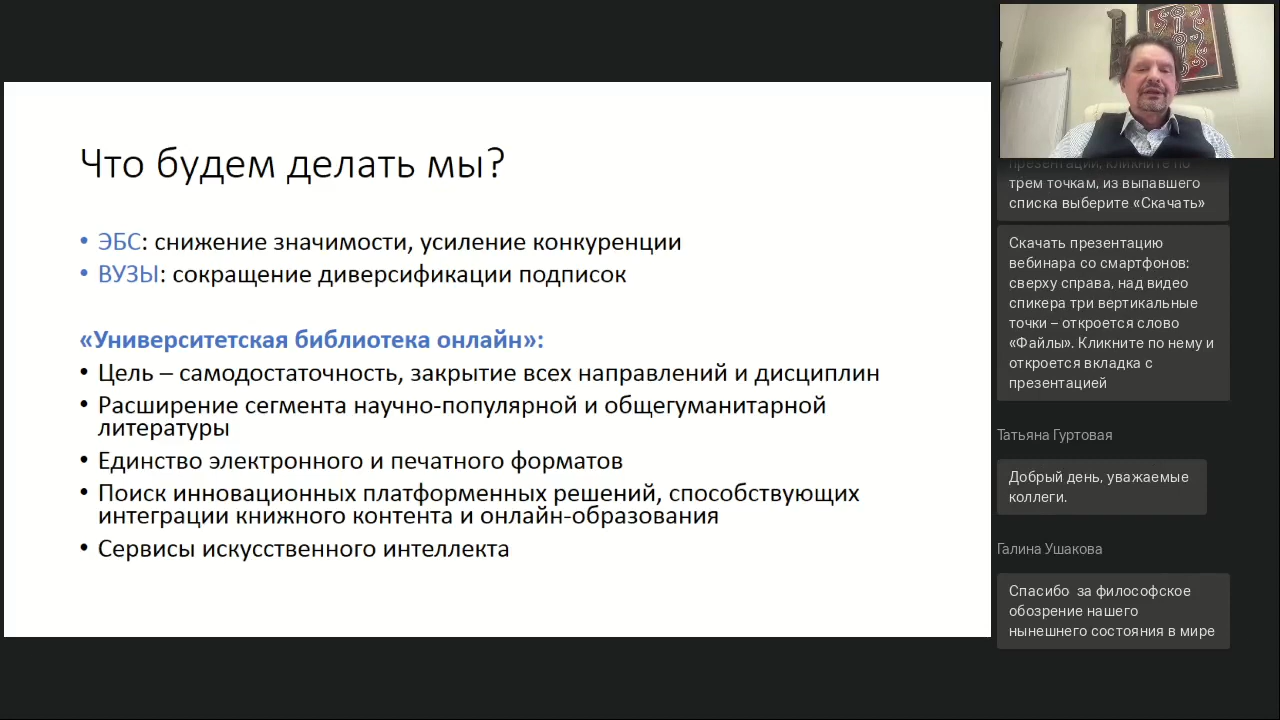 Что будем делать мы?
• ЭБС: снижение значимости, усиление конкуренции
• ВУЗЫ: сокращение диверсификации подписок
«Университетская библиотека онлайн»:
• Цель – самодостаточность, закрытие всех направлений и дисциплин
• Расширение сегмента научно-популярной и общегуманитарной
литературы
• Единство электронного и печатного форматов
• Поиск инновационных платформенных решений, способствующих
интеграции книжного контента и онлайн-образования
• Сервисы искусственного интеллекта
презентации, кликните по
трем точкам, из выпавшего
списка выберите «Скачать»
Скачать презентацию
вебинара со смартфонов:
сверху справа, над видео
спикера три вертикальные
точки – откроется слово
«Файлы». Кликните по нему и
откроется вкладка с
презентацией
Татьяна Гуртовая
Добрый день, уважаемые
коллеги.
Галина Ушакова
Спасибо за философское
обозрение нашего
нынешнего состояния в мире